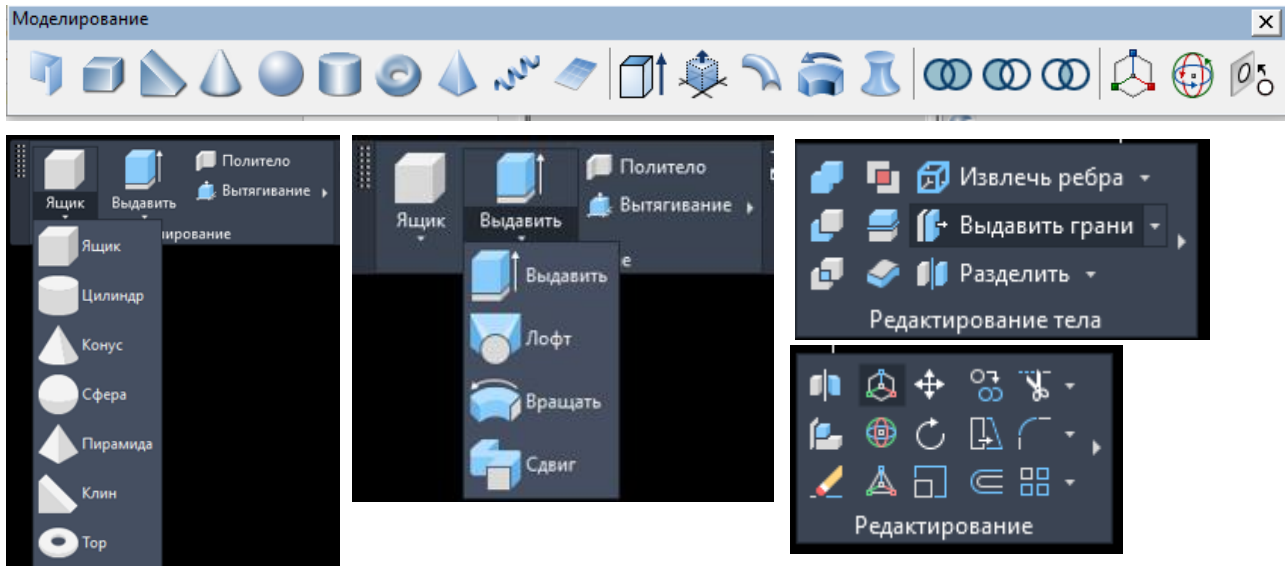 Моделирование
Ящик
Выдавить
Политело
Вытягивание
ирование
Ящик
Цилиндр
Конус
Сфера
Пирамида
Клин
Тор
Ящик
Выдавить
Политело
Вытягивание
е
Выдавить
Лофт
Вращать
Сдвиг
Извлечь ребра
Выдавить грани
Разделить
Редактирование тела
Редактирование